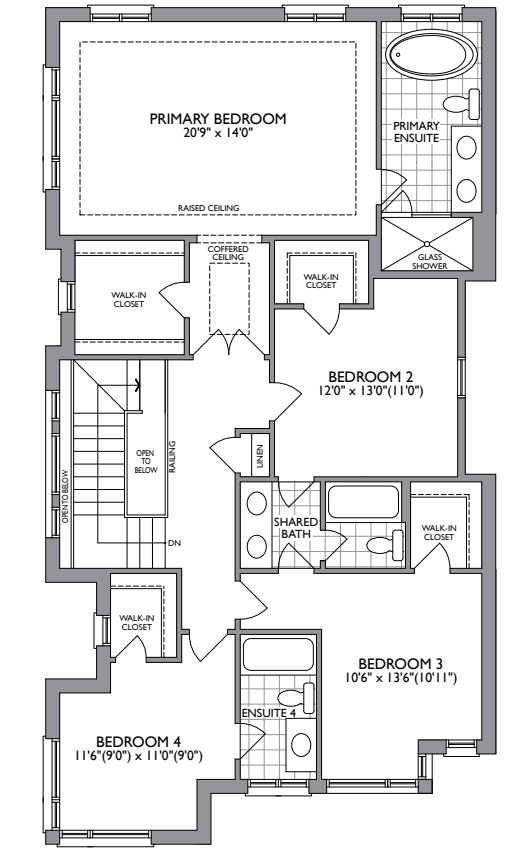 PRIMARY BEDROOM
20'9" x 14'0"
PRIMARY
ENSUITE
RAISED CEILING
COFFERED
CEILING
GLASS
SHOWER
WALK-IN
CLOSET
WALK-IN
CLOSET
BEDROOM 2
12'0" x 13'0"(11'0")
OPEN
TO
BELOW
RAILING
LINEN
OPEN TO BELOW
SHARED
BATH
WALK-IN
CLOSET
DN
WALK-IN
CLOSET
BEDROOM 3
10'6" x 13'6"(10'11")
ENSUITE 4
BEDROOM 4
11'6"(9'0") x 11'0"(9'0")